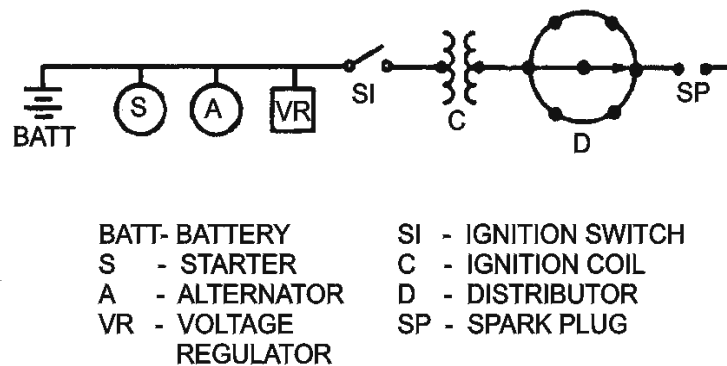 BATT
S
A
VR
SI
C
D
SP
BATT- BATTERY
S - STARTER
A - ALTERNATOR
VR - VOLTAGE
REGULATOR
SI - IGNITION SWITCH
C - IGNITION COIL
D - DISTRIBUTOR
SP - SPARK PLUG